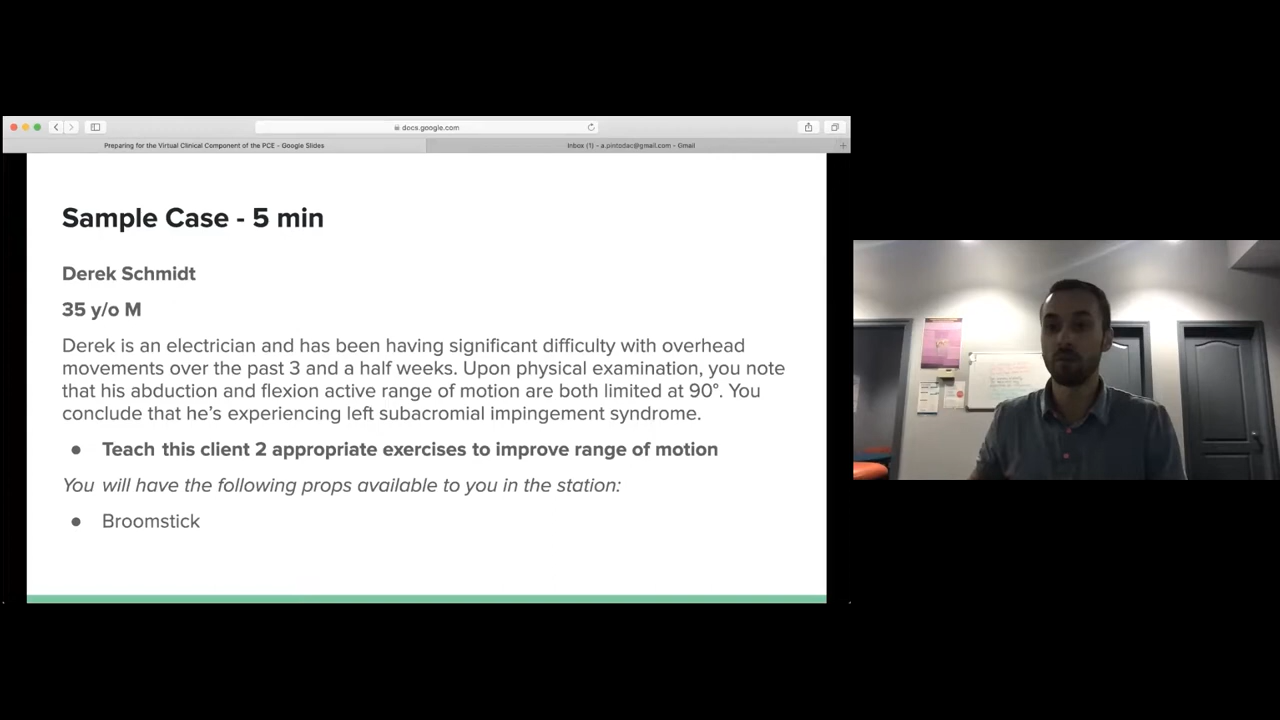 docs.google.com
Preparing for the Virtual Clinical Component of the PCE - Google Slides
Inbox (1) - a.pintodac@gmail.com - Gmail
Sample Case - 5 min
Derek Schmidt
35 y/o M
Derek is an electrician and has been having significant difficulty with overhead
movements over the past 3 and a half weeks. Upon physical examination, you note
that his abduction and flexion active range of motion are both limited at 90°. You
conclude that he's experiencing left subacromial impingement syndrome.
● Teach this client 2 appropriate exercises to improve range of motion
You will have the following props available to you in the station:
● Broomstick